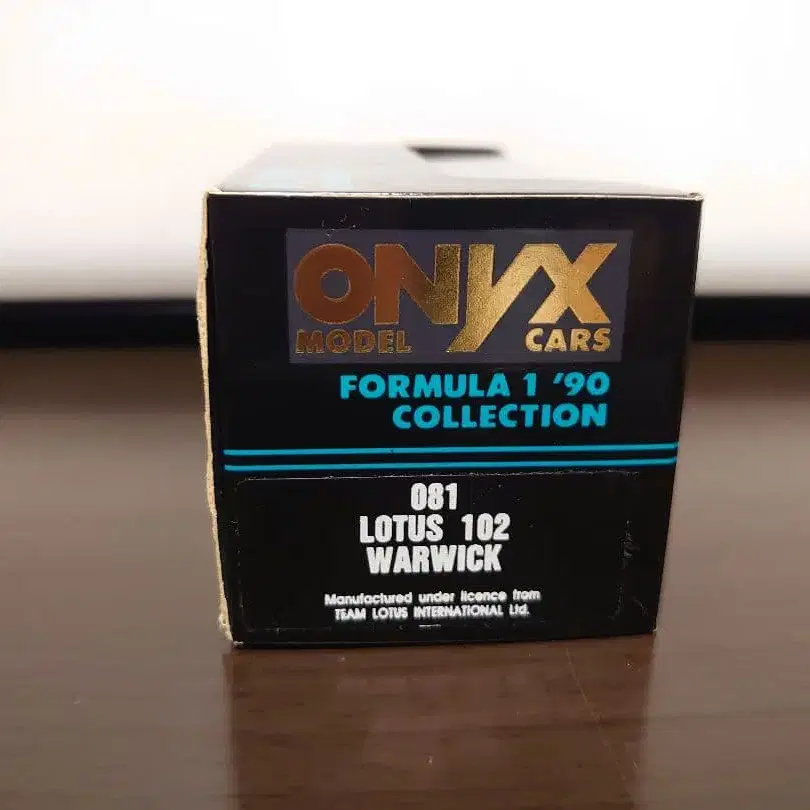 ONYX
MODEL CARS
FORMULA 1 '90
COLLECTION
081
LOTUS 102
WARWICK
Manufactured under licence from
TEAM LOTUS INTERNATIONAL Ltd.